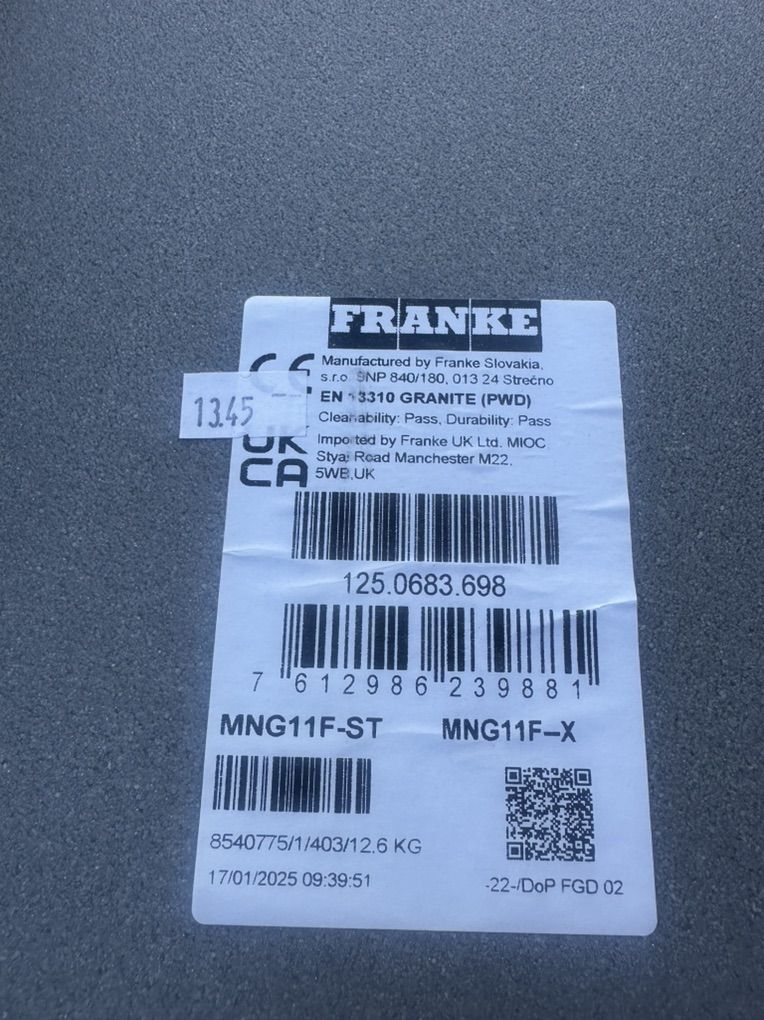 FRANKE
CE
Manufactured by Franke Slovakia,
s.r.o. SNP 840/180, 013 24 Strečno
EN 13310 GRANITE (PWD)
13.45
Cleanability: Pass, Durability: Pass
UK
CA
Imported by Franke UK Ltd. MIOC
Styal Road Manchester M22,
5WB,UK
125.0683.698
7 612986 239881
MNG11F-ST MNG11F–X
8540775/1/403/12.6 KG
17/01/2025 09:39:51 -22-/DoP FGD 02